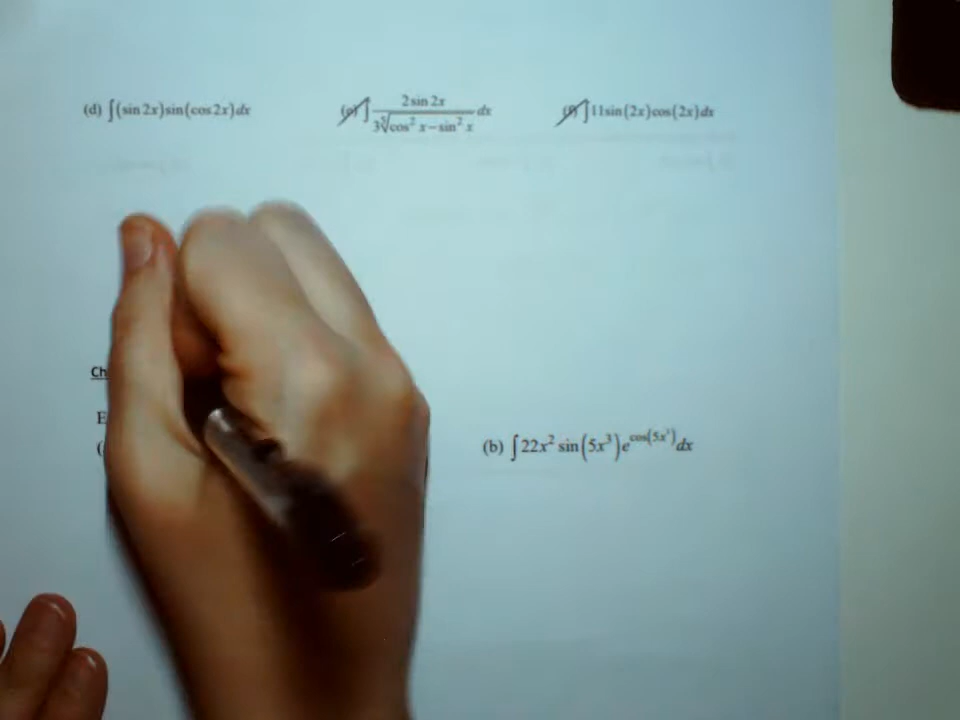 (d) ∫(sin 2x)sin(cos 2x)dx (e) ∫ 2 sin 2x / 3∛cos² x − sin² x dx (f) ∫11sin(2x)cos(2x)dx
Ch
E
( (b) ∫22x² sin(5x³)e^cos(5x³) dx